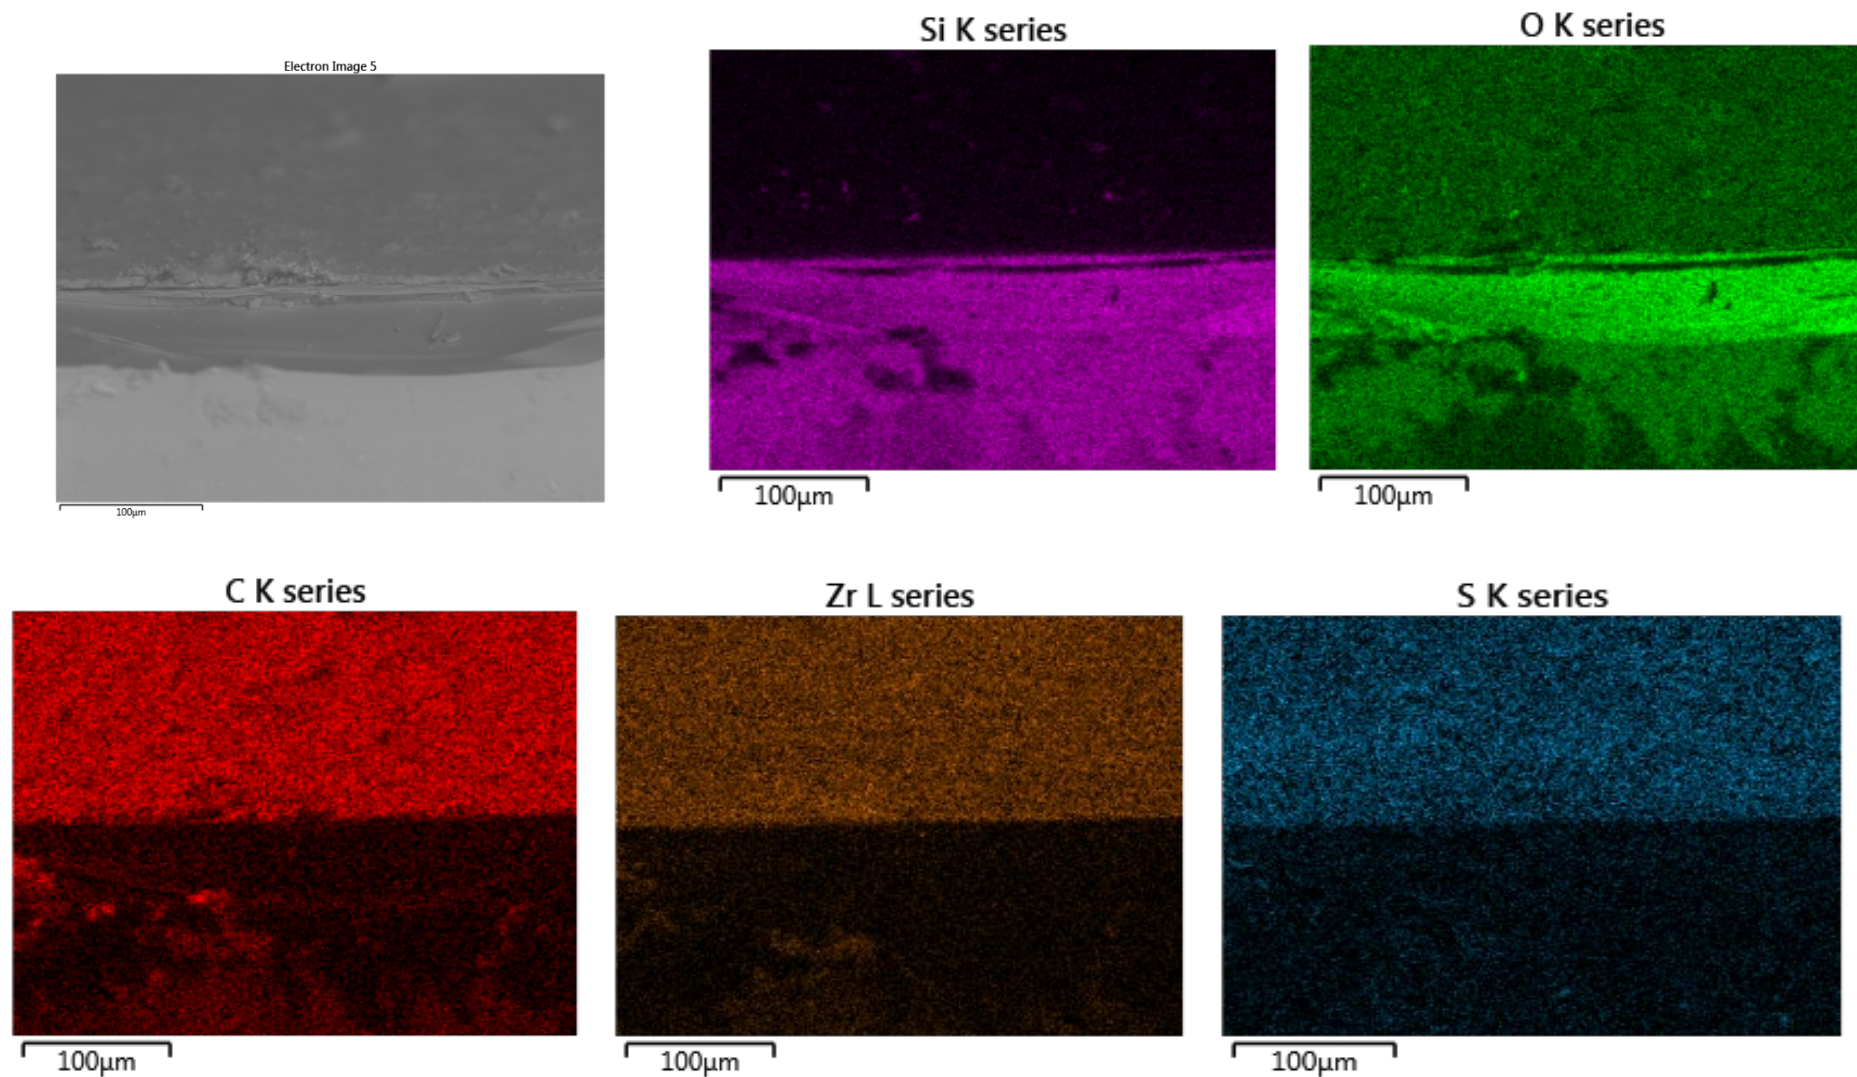 Electron Image 5
Si K series
O K series
100μm
100μm
100μm
C K series
Zr L series
S K series
100μm
100μm
100μm